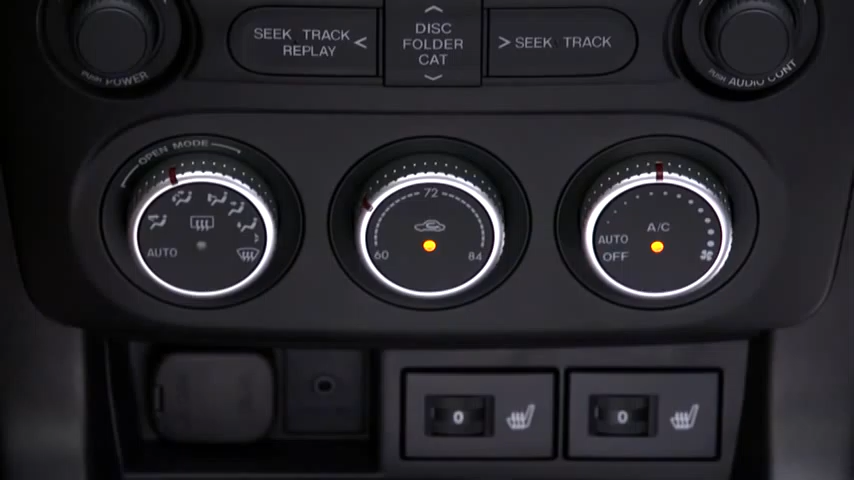 SEEK TRACK
REPLAY <
DISC
FOLDER
CAT
> SEEK TRACK
PUSH POWER
PUSH AUDIO CONT
OPEN MODE
AUTO
72
60
84
A/C
AUTO
OFF
0
0